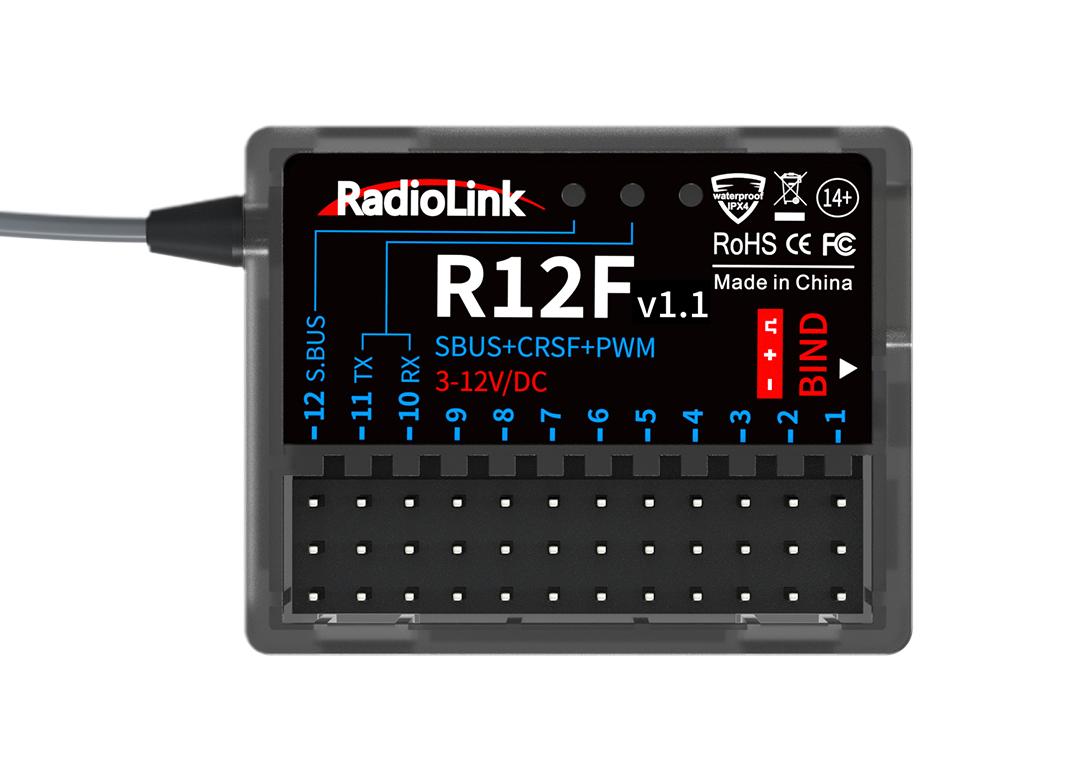 RadioLink
waterproof
IPX4
14+
RoHS CE FC
Made in China
R12F v1.1
SBUS+CRSF+PWM
3-12V/DC
- + BIND
12 S.BUS
11 TX
10 RX
9
8
7
6
5
4
3
2
1